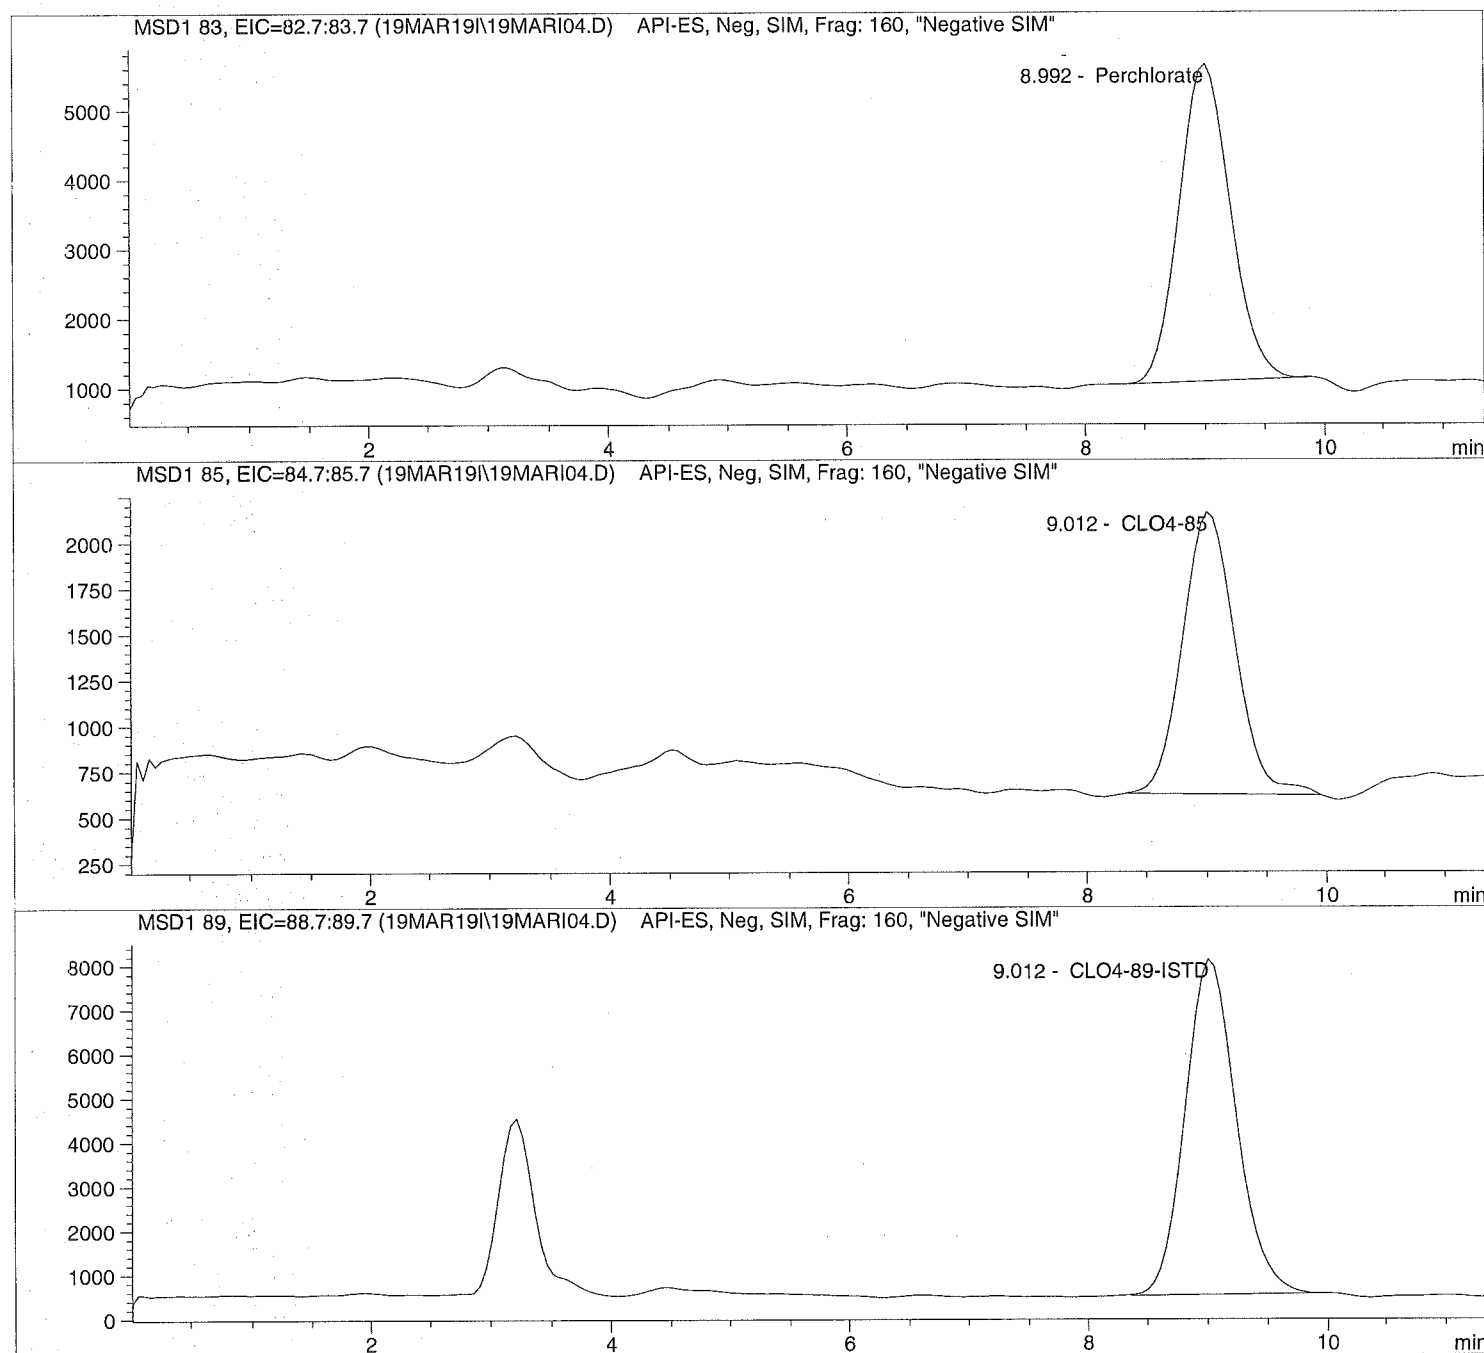 MSD1 83, EIC=82.7:83.7 (19MAR19I\19MARI04.D) API-ES, Neg, SIM, Frag: 160, "Negative SIM"
8.992 - Perchlorate
5000
4000
3000
2000
1000
2 4 6 8 10 min
MSD1 85, EIC=84.7:85.7 (19MAR19I\19MARI04.D) API-ES, Neg, SIM, Frag: 160, "Negative SIM"
9.012 - CLO4-85
2000
1750
1500
1250
1000
750
500
250
2 4 6 8 10 min
MSD1 89, EIC=88.7:89.7 (19MAR19I\19MARI04.D) API-ES, Neg, SIM, Frag: 160, "Negative SIM"
9.012 - CLO4-89-ISTD
8000
7000
6000
5000
4000
3000
2000
1000
0
2 4 6 8 10 min